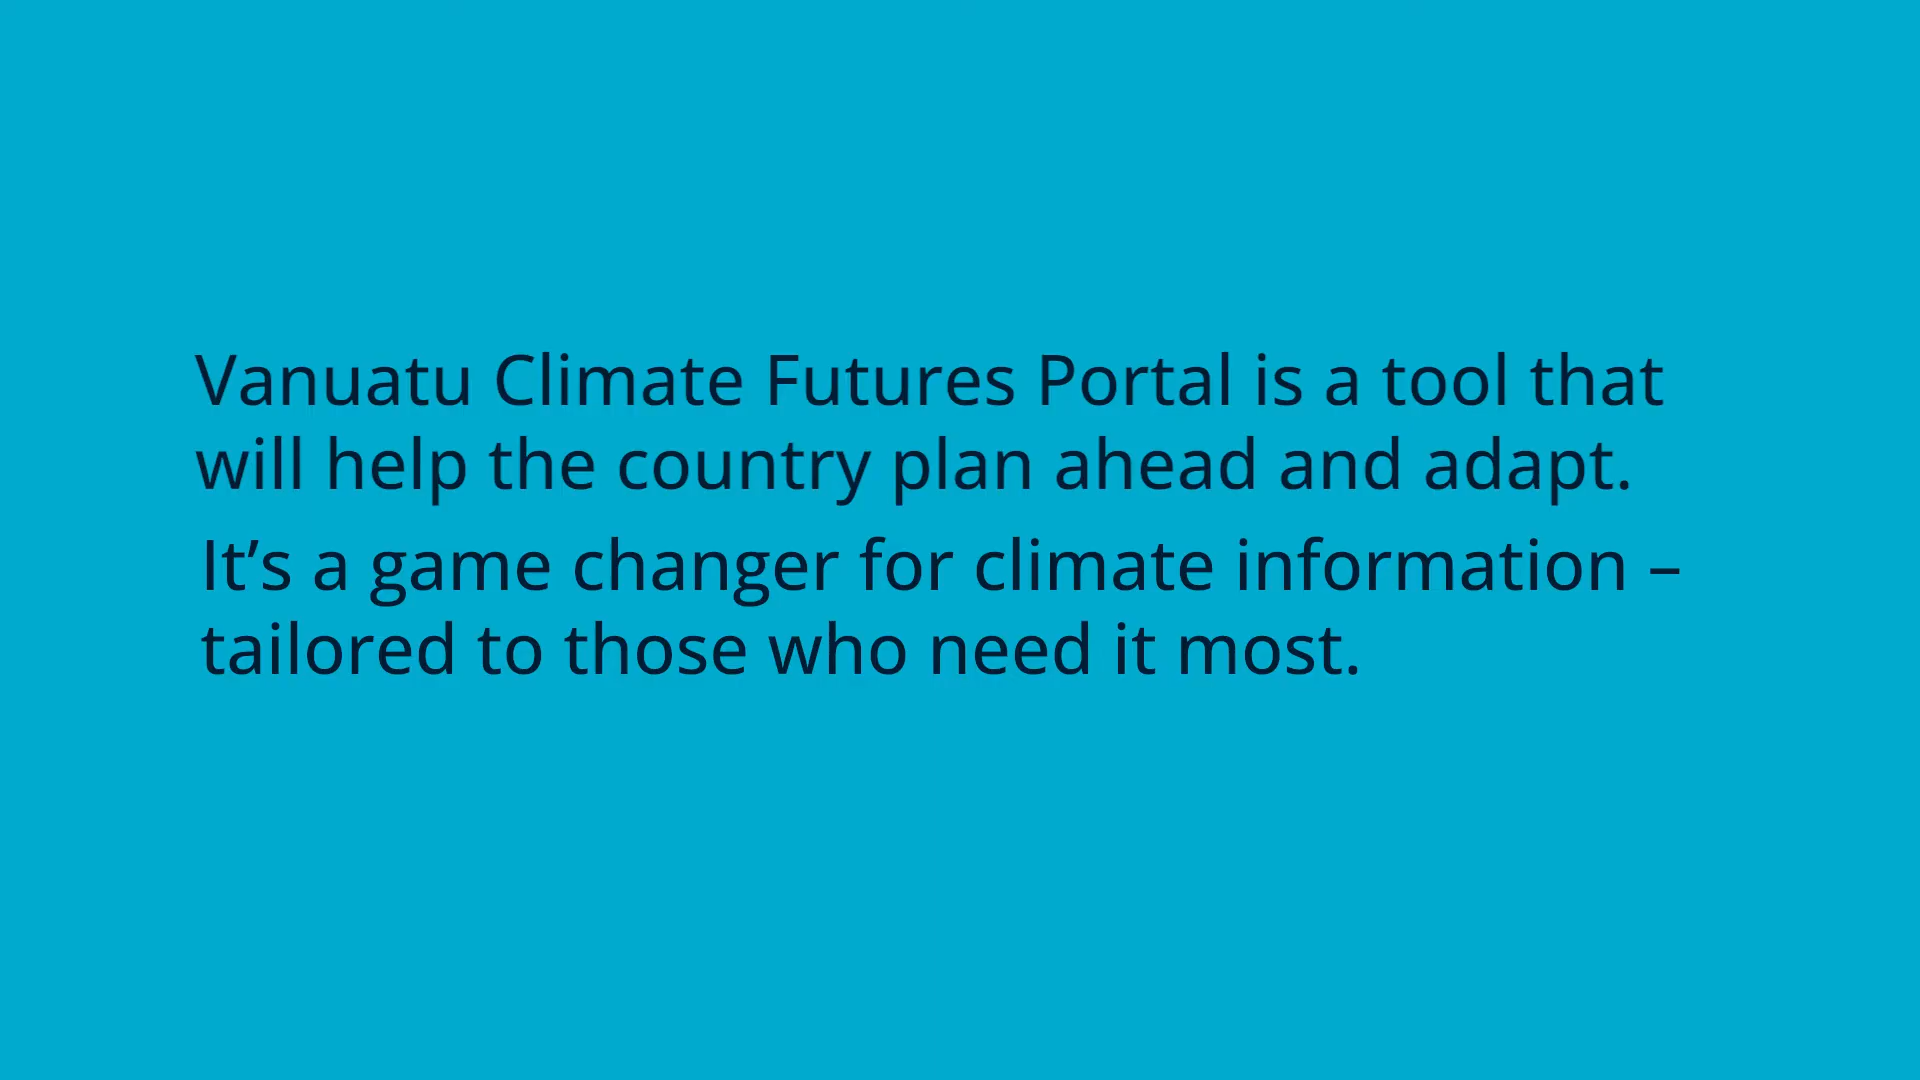 Vanuatu Climate Futures Portal is a tool that
will help the country plan ahead and adapt.
It’s a game changer for climate information –
tailored to those who need it most.